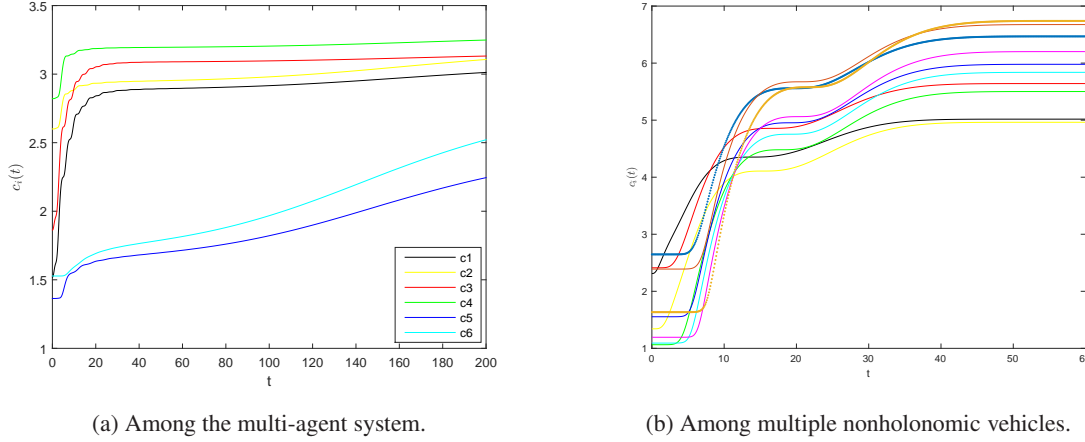 3.5
3
2.5
2
1.5
1
c_i(t)
0 20 40 60 80 100 120 140 160 180 200
t
c1
c2
c3
c4
c5
c6
(a) Among the multi-agent system.
7
6
5
4
3
2
1
c_i(t)
0 10 20 30 40 50 60
t
(b) Among multiple nonholonomic vehicles.